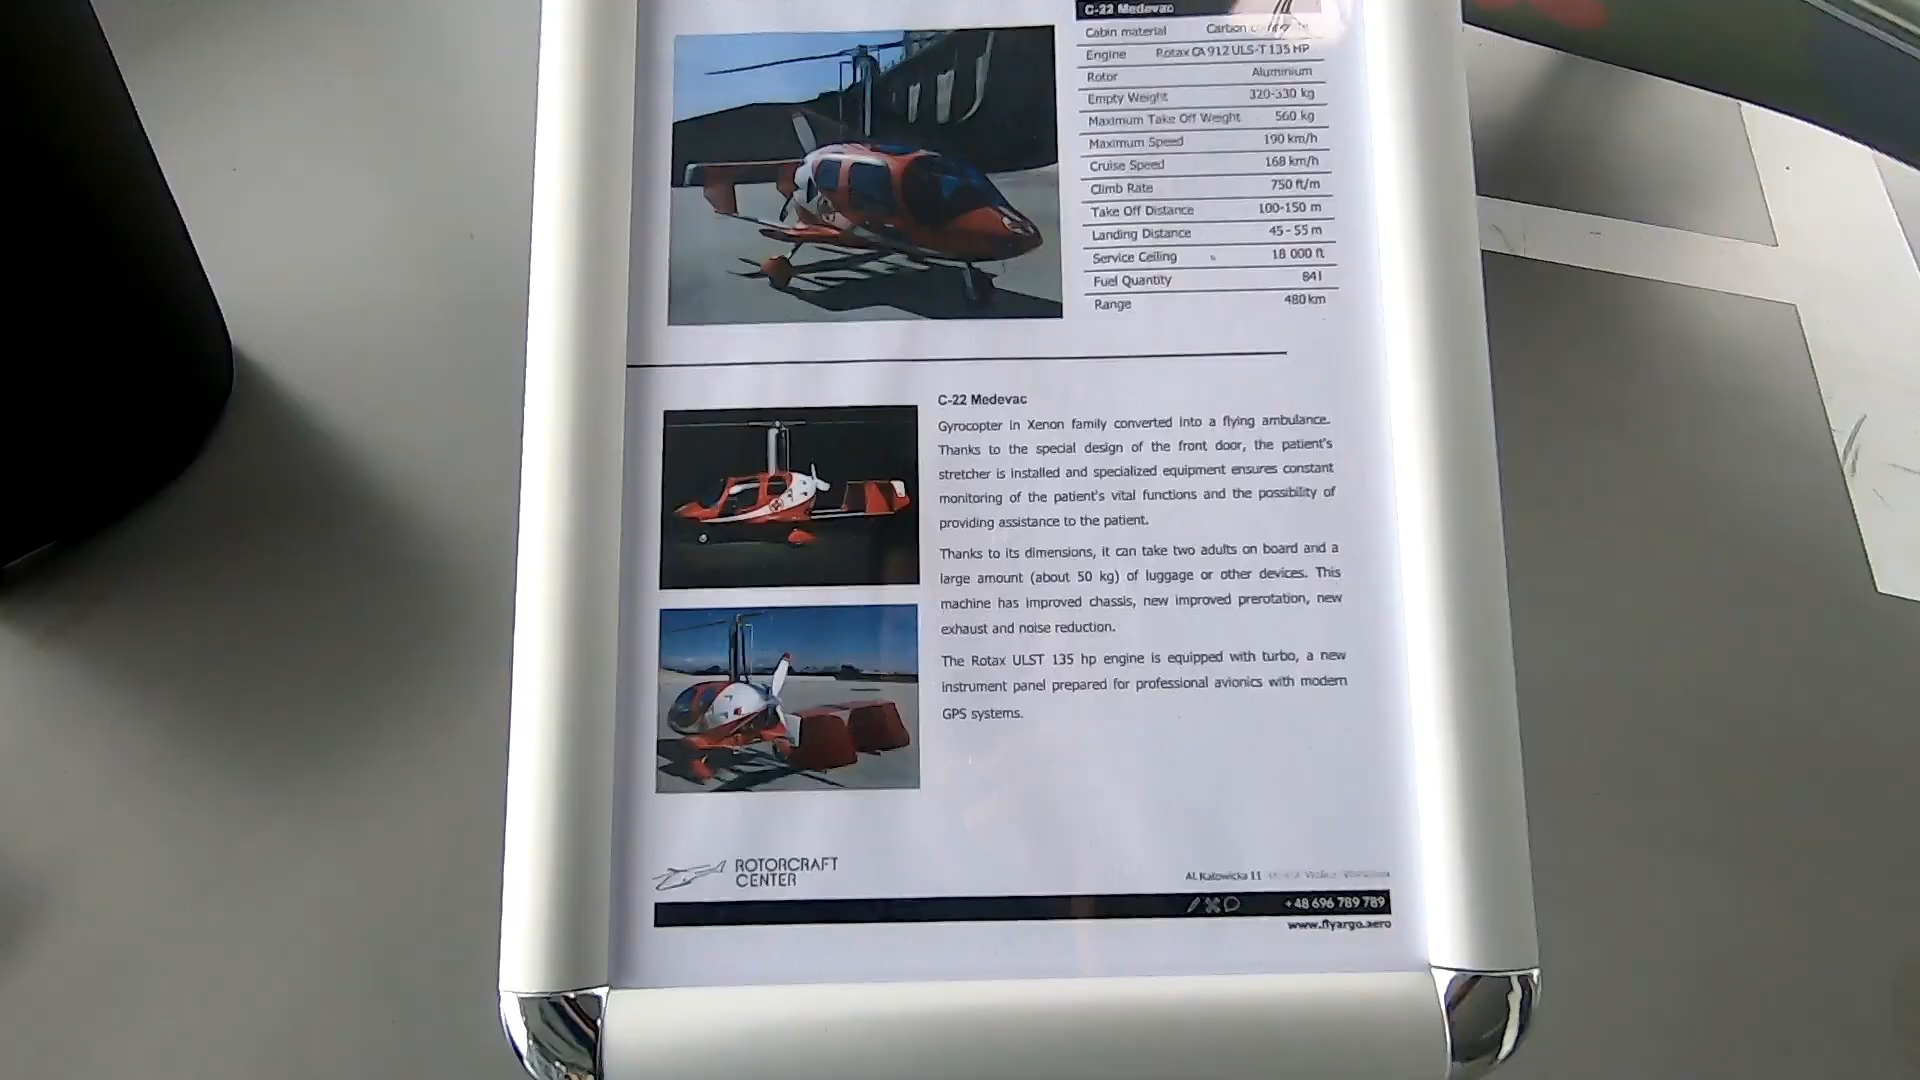 C-22 Medevac
Cabin material Carbon
Engine Rotax CA 912 ULS-T 135 HP
Rotor Aluminium
Empty Weight 320-330 kg
Maximum Take Off Weight 560 kg
Maximum Speed 190 km/h
Cruise Speed 168 km/h
Climb Rate 750 ft/m
Take Off Distance 100-150 m
Landing Distance 45 - 55 m
Service Ceiling 18 000 ft
Fuel Quantity 84l
Range 480 km
C-22 Medevac
Gyrocopter in Xenon family converted into a flying ambulance.
Thanks to the special design of the front door, the patient's
stretcher is installed and specialized equipment ensures constant
monitoring of the patient's vital functions and the possibility of
providing assistance to the patient.
Thanks to its dimensions, it can take two adults on board and a
large amount (about 50 kg) of luggage or other devices. This
machine has improved chassis, new improved prerotation, new
exhaust and noise reduction.
The Rotax ULST 135 hp engine is equipped with turbo, a new
instrument panel prepared for professional avionics with modern
GPS systems.
ROTORCRAFT
CENTER
Al. Katowicka 11
+48 696 789 789
www.flyargo.aero